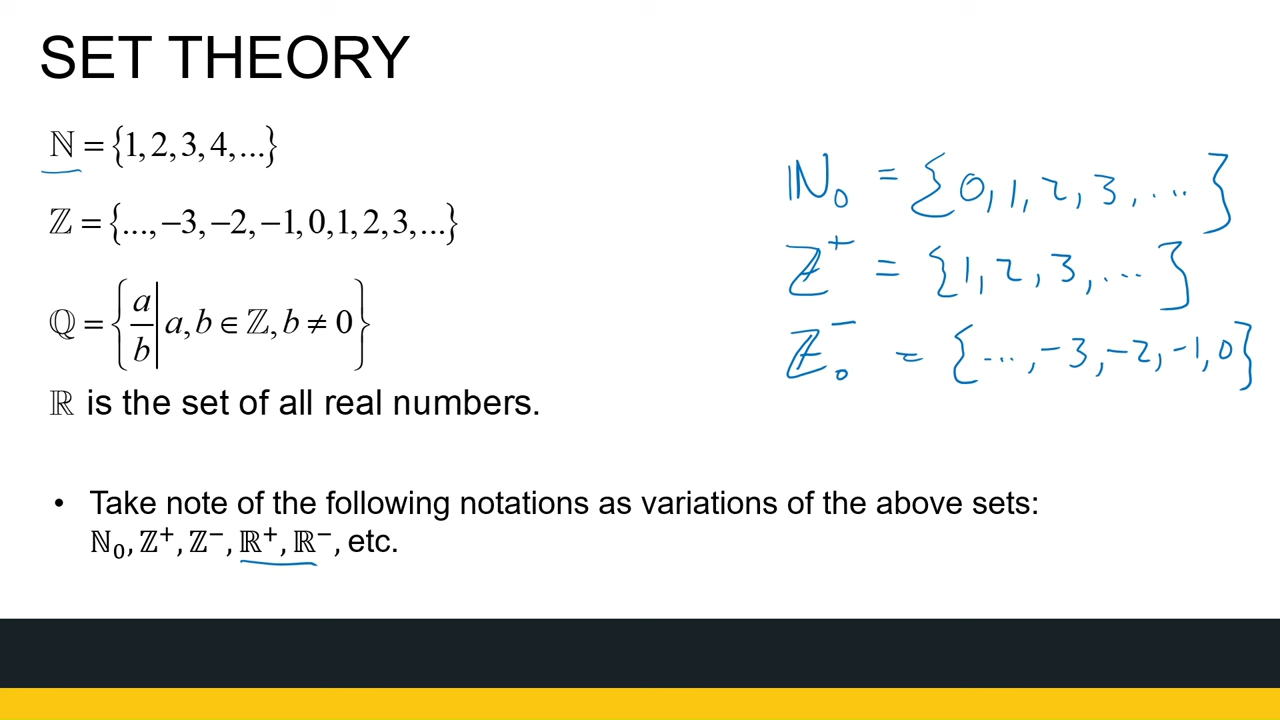 SET THEORY
ℕ = {1, 2, 3, 4, ...}
ℤ = {..., −3, −2, −1, 0, 1, 2, 3, ...}
ℚ = {a/b | a, b ∈ ℤ, b ≠ 0}
ℝ is the set of all real numbers.
• Take note of the following notations as variations of the above sets:
ℕ₀, ℤ⁺, ℤ⁻, ℝ⁺, ℝ⁻, etc.
ℕ₀ = {0, 1, 2, 3, ...}
ℤ⁺ = {1, 2, 3, ...}
ℤ₀⁻ = {..., −3, −2, −1, 0}